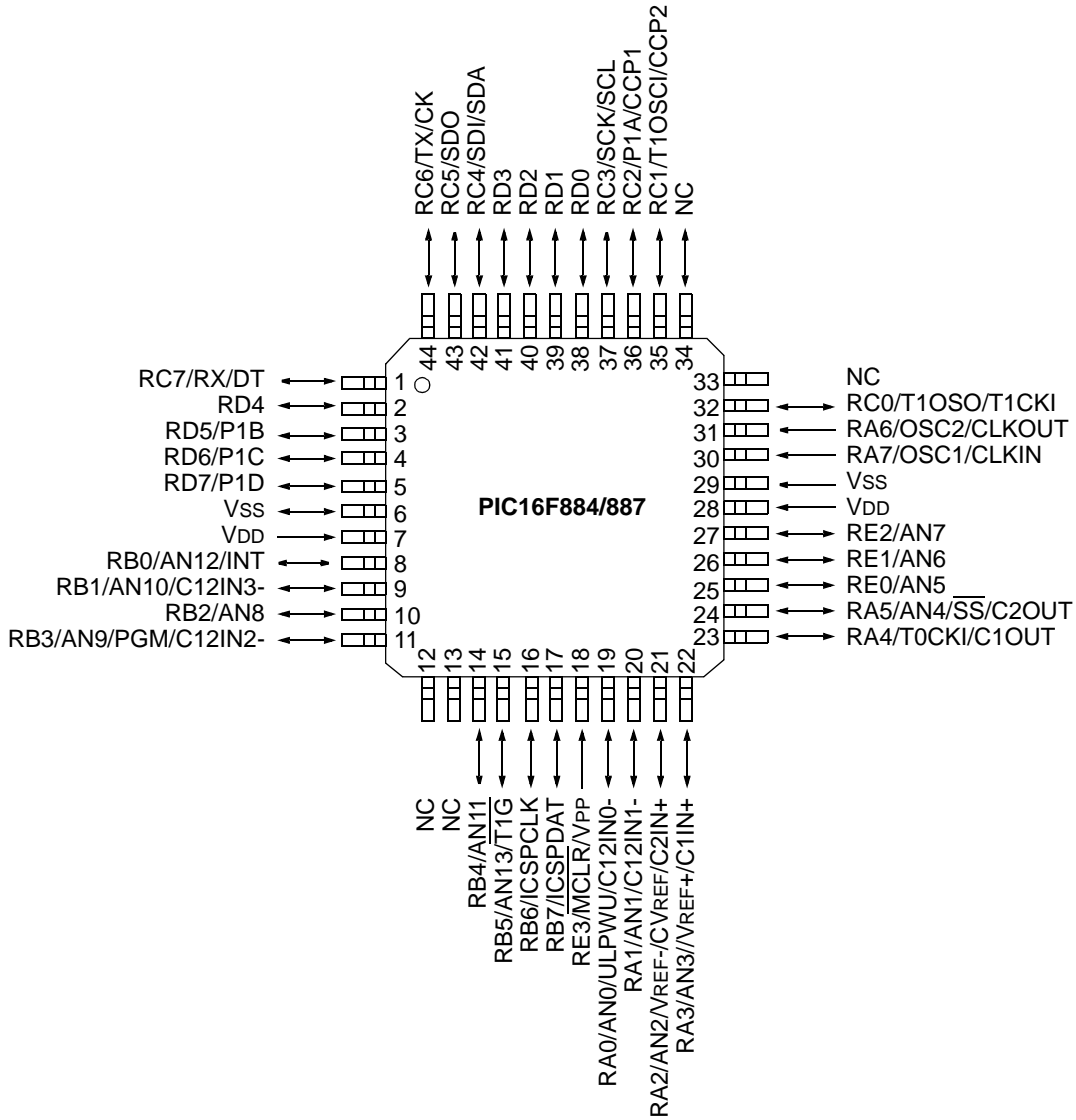 RC6/TX/CK
RC5/SDO
RC4/SDI/SDA
RD3
RD2
RD1
RD0
RC3/SCK/SCL
RC2/P1A/CCP1
RC1/T1OSCI/CCP2
NC
44
43
42
41
40
39
38
37
36
35
34
RC7/RX/DT
RD4
RD5/P1B
RD6/P1C
RD7/P1D
VSS
VDD
RB0/AN12/INT
RB1/AN10/C12IN3-
RB2/AN8
RB3/AN9/PGM/C12IN2-
1
2
3
4
5
6
7
8
9
10
11
PIC16F884/887
33
32
31
30
29
28
27
26
25
24
23
NC
RC0/T1OSO/T1CKI
RA6/OSC2/CLKOUT
RA7/OSC1/CLKIN
VSS
VDD
RE2/AN7
RE1/AN6
RE0/AN5
RA5/AN4/SS/C2OUT
RA4/T0CKI/C1OUT
12
13
14
15
16
17
18
19
20
21
22
NC
NC
RB4/AN11
RB5/AN13/T1G
RB6/ICSPCLK
RB7/ICSPDAT
RE3/MCLR/VPP
RA0/AN0/ULPWU/C12IN0-
RA1/AN1/C12IN1-
RA2/AN2/VREF-/CVREF/C2IN+
RA3/AN3//VREF+/C1IN+